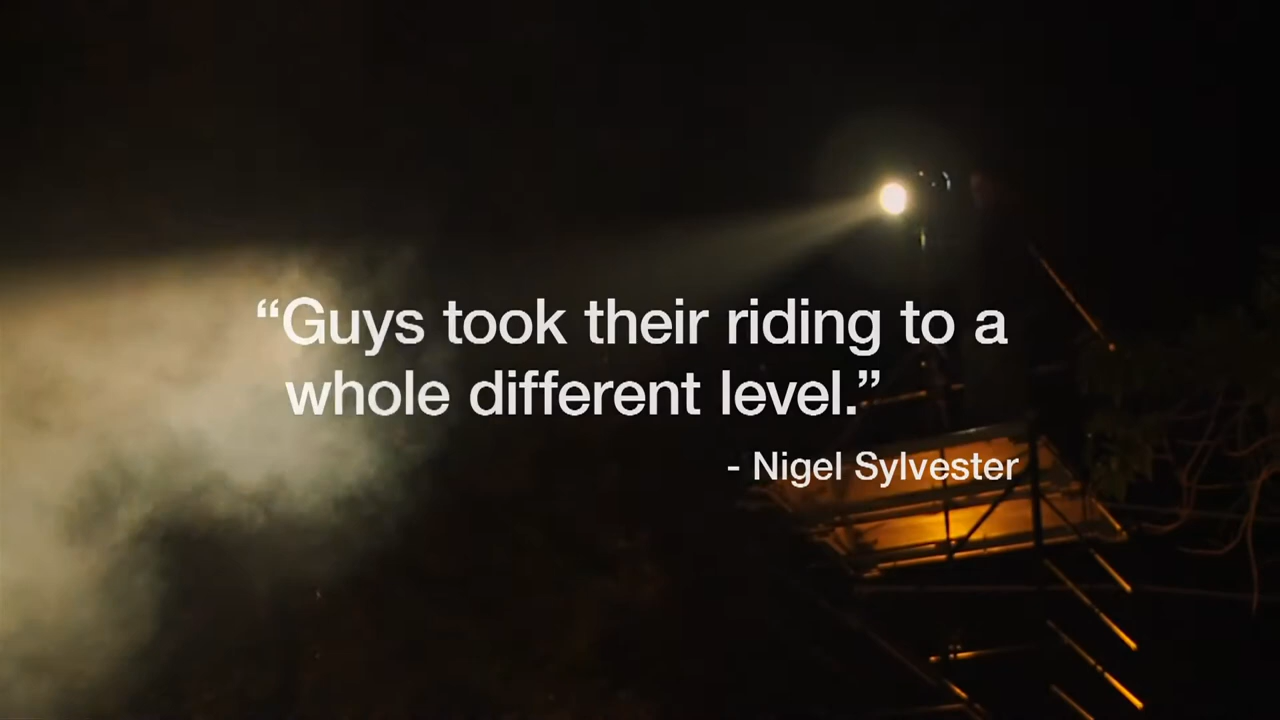 “Guys took their riding to a
whole different level.”
- Nigel Sylvester